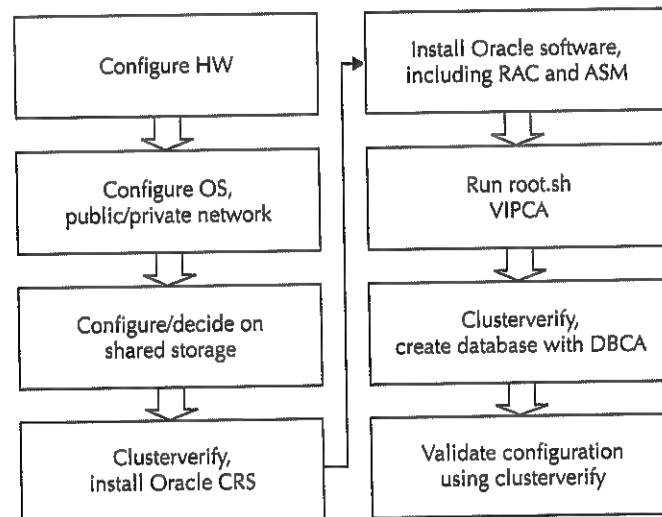 Configure HW
Configure OS,
public/private network
Configure/decide on
shared storage
Clusterverify,
install Oracle CRS
Install Oracle software,
including RAC and ASM
Run root.sh
VIPCA
Clusterverify,
create database with DBCA
Validate configuration
using clusterverify